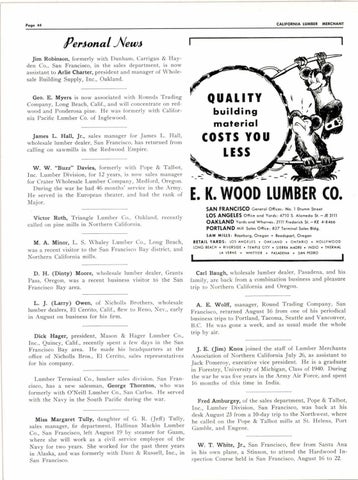 Page 44
CALIFORNIA LUMBER MERCHANT
Personal News
Jim Robinson, formerly with Dunham, Carrigan & Hay-
den Co., San Francisco, in the sales department, is now
assistant to Arlie Charter, president and manager of Whole-
sale Building Supply, Inc., Oakland.
Geo. E. Myers is now associated with Rounds Trading
Company, Long Beach, Calif., and will concentrate on red-
wood and Ponderosa pine. He was formerly with Califor-
nia Pacific Lumber Co. of Inglewood.
James L. Hall, Jr., sales manager for James L. Hall,
wholesale lumber dealer, San Francisco, has returned from
calling on sawmills in the Redwood Empire.
W. W. "Buzz" Davies, formerly with Pope & Talbot,
Inc. Lumber Division, for 12 years, is now sales manager
for Crater Wholesale Lumber Company, Medford, Oregon.
During the war he had 46 months' service in the Army.
He served in the European theater, and had the rank of
Major.
Victor Roth, Triangle Lumber Co., Oakland, recently
called on pine mills in Northern California.
M. A. Minor, L. S. Whaley Lumber Co., Long Beach,
was a recent visitor to the San Francisco Bay district, and
Northern California mills.
D. H. (Dinty) Moore, wholesale lumber dealer, Grants
Pass, Oregon, was a recent business visitor to the San
Francisco Bay area.
L. J. (Larry) Owen, of Nicholls Brothers, wholesale
lumber dealers, El Cerrito, Calif., flew to Reno, Nev., early
in August on business for his firm.
Dick Hager, president, Mason & Hager Lumber Co.,
Inc., Quincy, Calif., recently spent a few days in the San
Francisco Bay area. He made his headquarters at the
office of Nicholls Bros., El Cerrito, sales representatives
for his company.
Lumber Terminal Co., lumber sales division, San Fran-
cisco, has a new salesman, George Thornton, who was
formerly with O'Neill Lumber Co., San Carlos. He served
with the Navy in the South Pacific during the war.
Miss Margaret Tully, daughter of G. R. (Jeff) Tully,
sales manager, fir department, Hallinan Mackin Lumber
Co., San Francisco, left August 19 by steamer for Guam,
where she will work as a civil service employee of the
Navy for two years. She worked for the past three years
in Alaska, and was formerly with Dant & Russell, Inc., in
San Francisco.
QUALITY
building
material
COSTS YOU
LESS
E. K. WOOD LUMBER CO.
SAN FRANCISCO General Offices: No. 1 Drumm Street
LOS ANGELES Office and Yards: 4710 S. Alameda St. - JE 3111
OAKLAND Yards and Wharves: 2111 Frederick St. - KE 4-8466
PORTLAND Mill Sales Office: 827 Terminal Sales Bldg.
SAW MILLS: Roseburg, Oregon - Reedsport, Oregon
RETAIL YARDS: LOS ANGELES • OAKLAND • ONTARIO • HOLLYWOOD
LONG BEACH • RIVERSIDE • TEMPLE CITY • SIERRA MADRE • INDIO • THERMAL
LA VERNE • WHITTIER • PASADENA • SAN PEDRO
Carl Baugh, wholesale lumber dealer, Pasadena, and his
family, are back from a combination business and pleasure
trip to Northern California and Oregon.
A. E. Wolff, manager, Round Trading Company, San
Francisco, returned August 16 from one of his periodical
business trips to Portland, Tacoma, Seattle and Vancouver,
B.C. He was gone a week, and as usual made the whole
trip by air.
J. E. (Jim) Knox joined the staff of Lumber Merchants
Association of Northern California July 26, as assistant to
Jack Pomeroy, executive vice president. He is a graduate
in Forestry, University of Michigan, Class of 1940. During
the war he was five years in the Army Air Force, and spent
16 months of this time in India.
Fred Amburgey, of the sales department, Pope & Talbot,
Inc., Lumber Division, San Francisco, was back at his
desk August 23 from a 10-day trip to the Northwest, where
he called on the Pope & Talbot mills at St. Helens, Port
Gamble, and Eugene.
W. T. White, Jr., San Francisco, flew from Santa Ana
in his own plane, a Stinson, to attend the Hardwood In-
spection Course held in San Francisco, August 16 to 22.